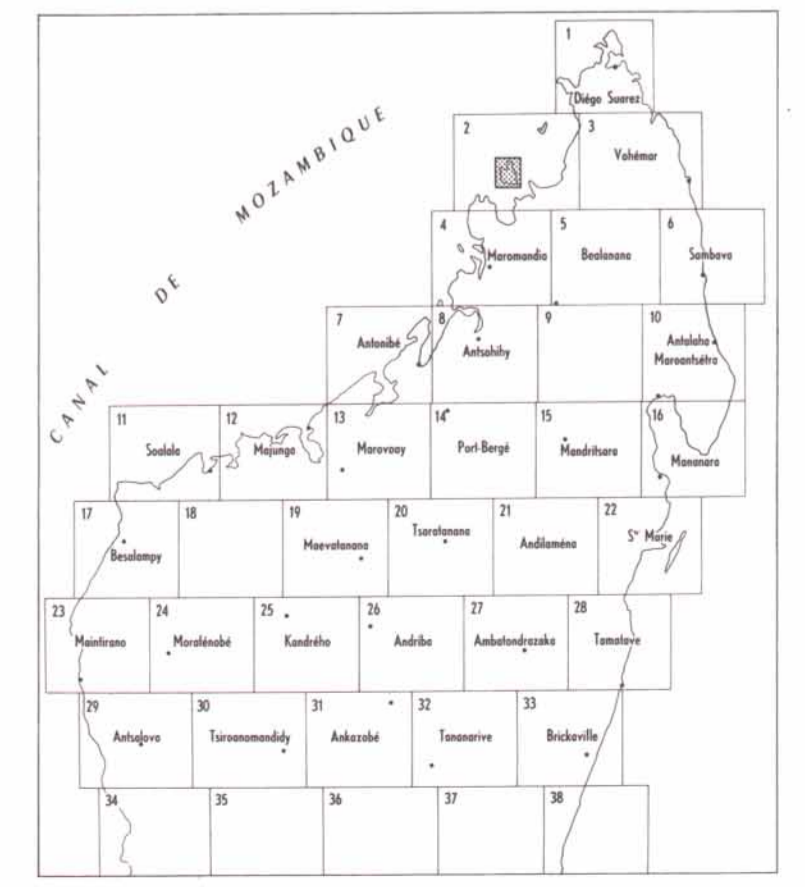 CANAL DE MOZAMBIQUE
1
Diégo Suarez
2
3
Vohémar
4
Maromandia
5
Bealanana
6
Sambava
7
Antonibé
8
Antsohihy
9
10
Antalaha
Maroantsétra
11
Soalala
12
Majunga
13
Marovoay
14
Port-Bergé
15
Mandritsara
16
Mananara
17
Besalampy
18
19
Maevatanana
20
Tsaratanana
21
Andilaména
22
Ste Marie
23
Maintirano
24
Morafénobé
25
Kandrého
26
Andriba
27
Ambatondrazaka
28
Tamatave
29
Antsalova
30
Tsiroanomandidy
31
Ankazobé
32
Tananarive
33
Brickaville
34
35
36
37
38